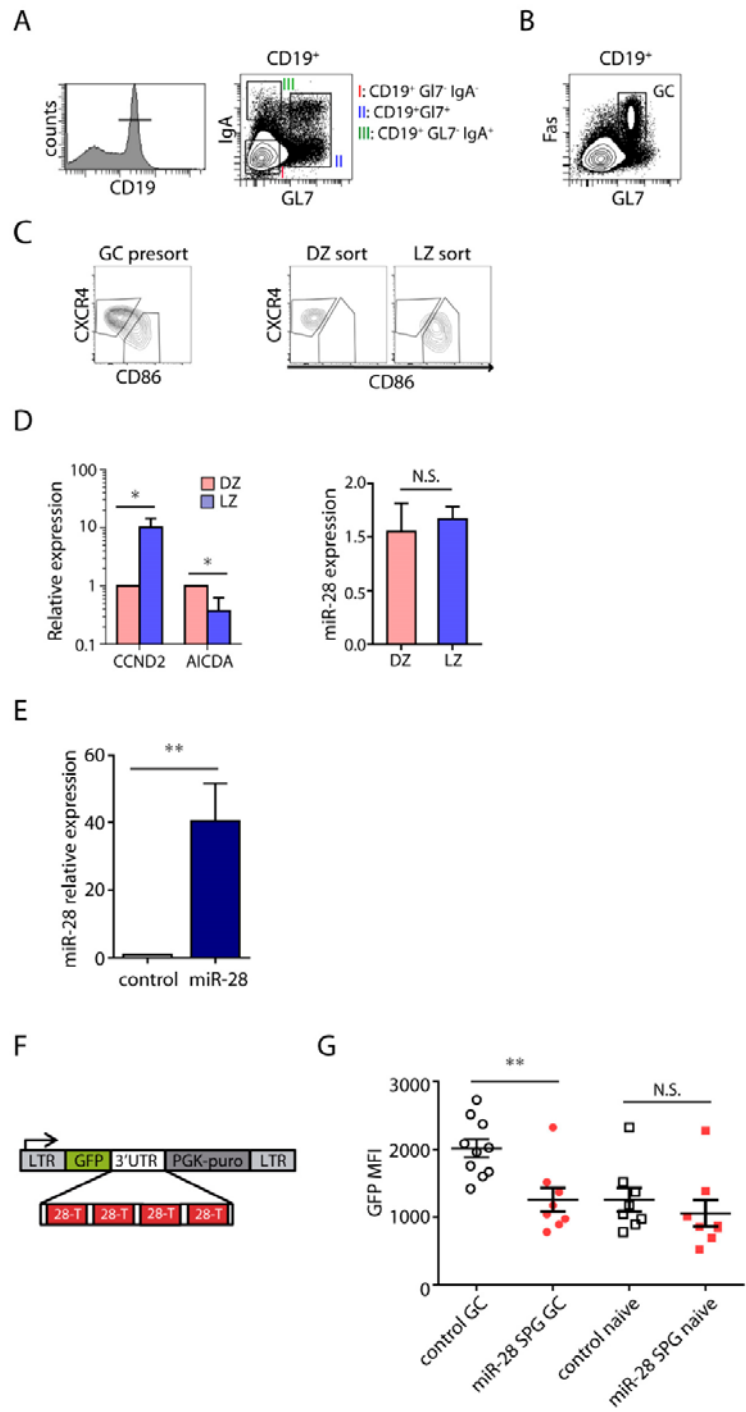 A
B
CD19⁺
CD19⁺
counts
CD19
IgA
III
II
I
GL7
I: CD19⁺ Gl7⁻ IgA⁻
II: CD19⁺Gl7⁺
III: CD19⁺ GL7⁻ IgA⁺
Fas
GC
GL7
C
GC presort
DZ sort
LZ sort
CXCR4
CD86
CXCR4
CD86
D
Relative expression
100
10
1
0.1
*
*
DZ
LZ
CCND2
AICDA
miR-28 expression
2.0
1.5
0.5
0.0
N.S.
DZ
LZ
E
miR-28 relative expression
60
40
20
0
**
control
miR-28
F
LTR
GFP
3'UTR
PGK-puro
LTR
28-T
28-T
28-T
28-T
G
GFP MFI
3000
2000
1000
0
**
N.S.
control GC
miR-28 SPG GC
control naive
miR-28 SPG naive